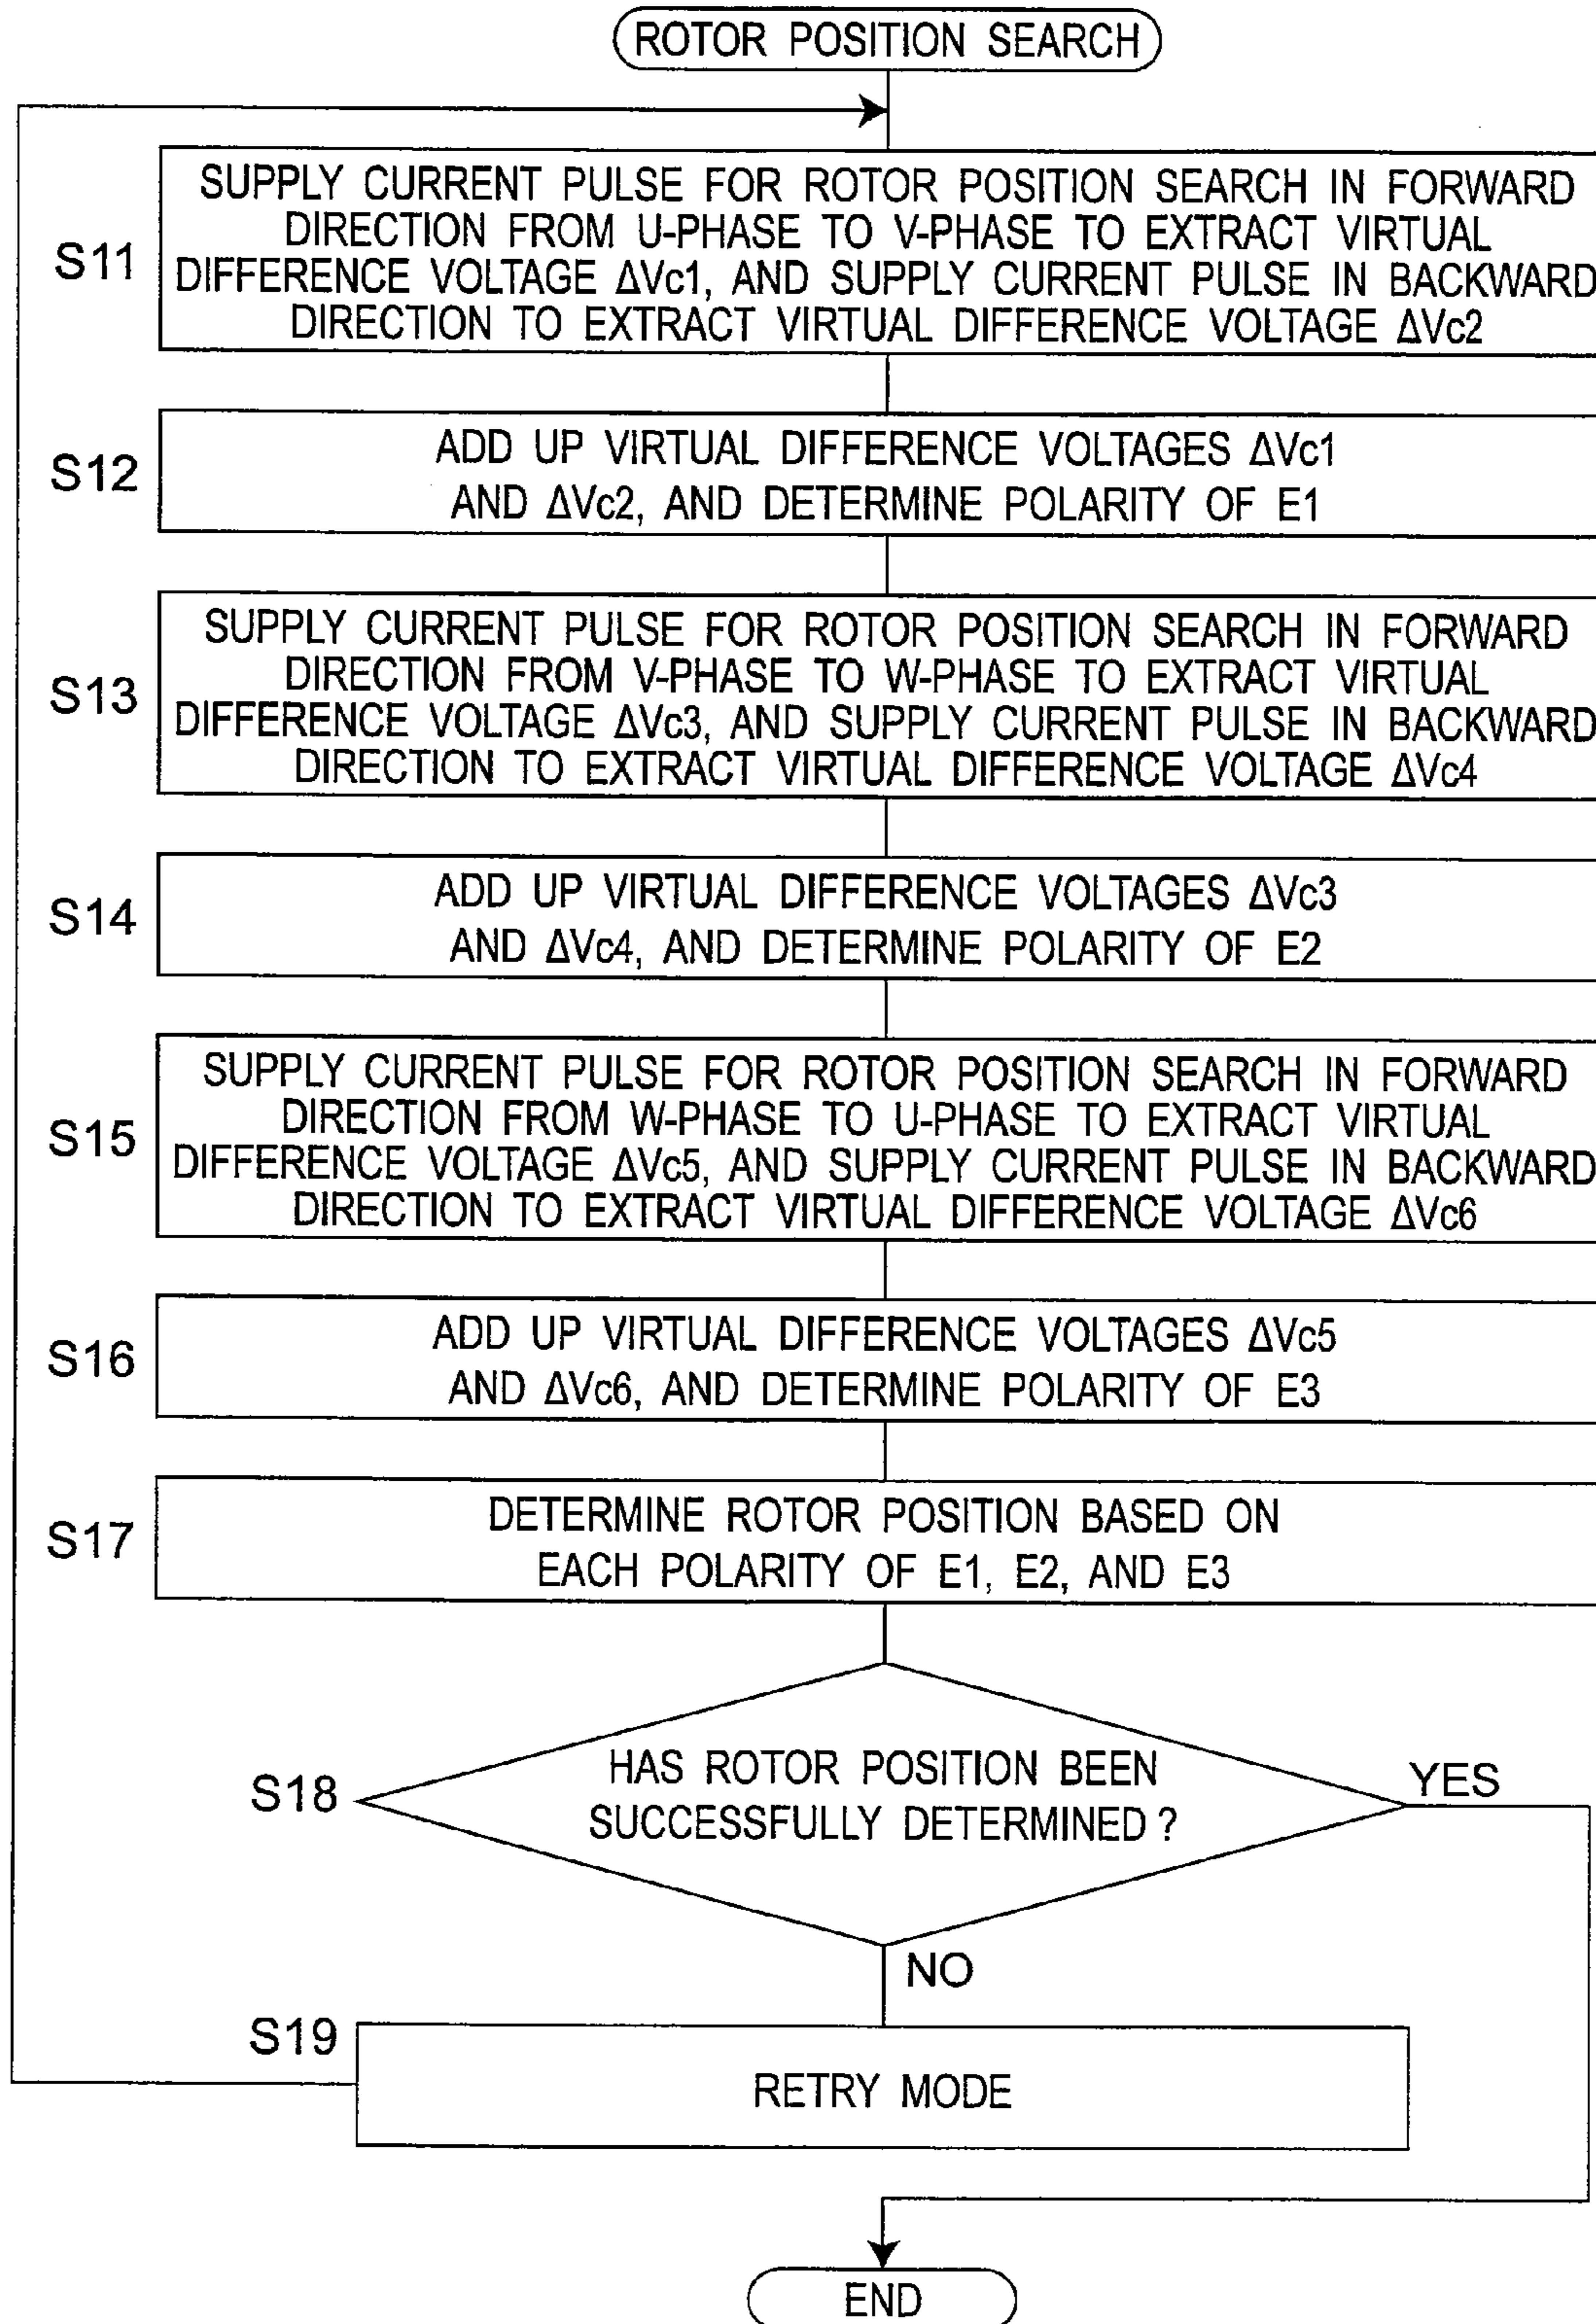 ROTOR POSITION SEARCH
S11
SUPPLY CURRENT PULSE FOR ROTOR POSITION SEARCH IN FORWARD
DIRECTION FROM U-PHASE TO V-PHASE TO EXTRACT VIRTUAL
DIFFERENCE VOLTAGE ΔVc1, AND SUPPLY CURRENT PULSE IN BACKWARD
DIRECTION TO EXTRACT VIRTUAL DIFFERENCE VOLTAGE ΔVc2
S12
ADD UP VIRTUAL DIFFERENCE VOLTAGES ΔVc1
AND ΔVc2, AND DETERMINE POLARITY OF E1
S13
SUPPLY CURRENT PULSE FOR ROTOR POSITION SEARCH IN FORWARD
DIRECTION FROM V-PHASE TO W-PHASE TO EXTRACT VIRTUAL
DIFFERENCE VOLTAGE ΔVc3, AND SUPPLY CURRENT PULSE IN BACKWARD
DIRECTION TO EXTRACT VIRTUAL DIFFERENCE VOLTAGE ΔVc4
S14
ADD UP VIRTUAL DIFFERENCE VOLTAGES ΔVc3
AND ΔVc4, AND DETERMINE POLARITY OF E2
S15
SUPPLY CURRENT PULSE FOR ROTOR POSITION SEARCH IN FORWARD
DIRECTION FROM W-PHASE TO U-PHASE TO EXTRACT VIRTUAL
DIFFERENCE VOLTAGE ΔVc5, AND SUPPLY CURRENT PULSE IN BACKWARD
DIRECTION TO EXTRACT VIRTUAL DIFFERENCE VOLTAGE ΔVc6
S16
ADD UP VIRTUAL DIFFERENCE VOLTAGES ΔVc5
AND ΔVc6, AND DETERMINE POLARITY OF E3
S17
DETERMINE ROTOR POSITION BASED ON
EACH POLARITY OF E1, E2, AND E3
S18
HAS ROTOR POSITION BEEN
SUCCESSFULLY DETERMINED ?
YES
NO
S19
RETRY MODE
END